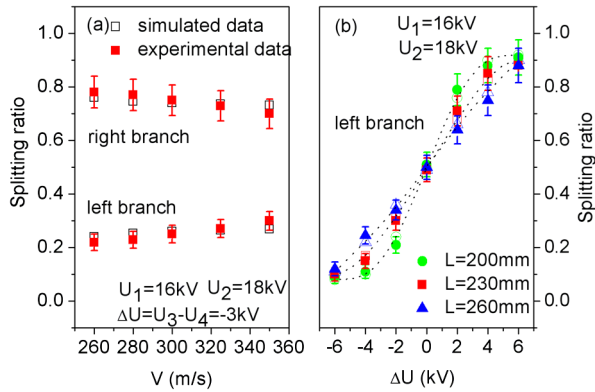 (a)
simulated data
experimental data
right branch
left branch
U1=16kV U2=18kV
ΔU=U3-U4=-3kV
Splitting ratio
1.0
0.8
0.6
0.4
0.2
0.0
260 280 300 320 340 360
V (m/s)
(b)
U1=16kV
U2=18kV
left branch
L=200mm
L=230mm
L=260mm
1.0
0.8
0.6
0.4
0.2
0.0
Splitting ratio
-6 -4 -2 0 2 4 6
ΔU (kV)